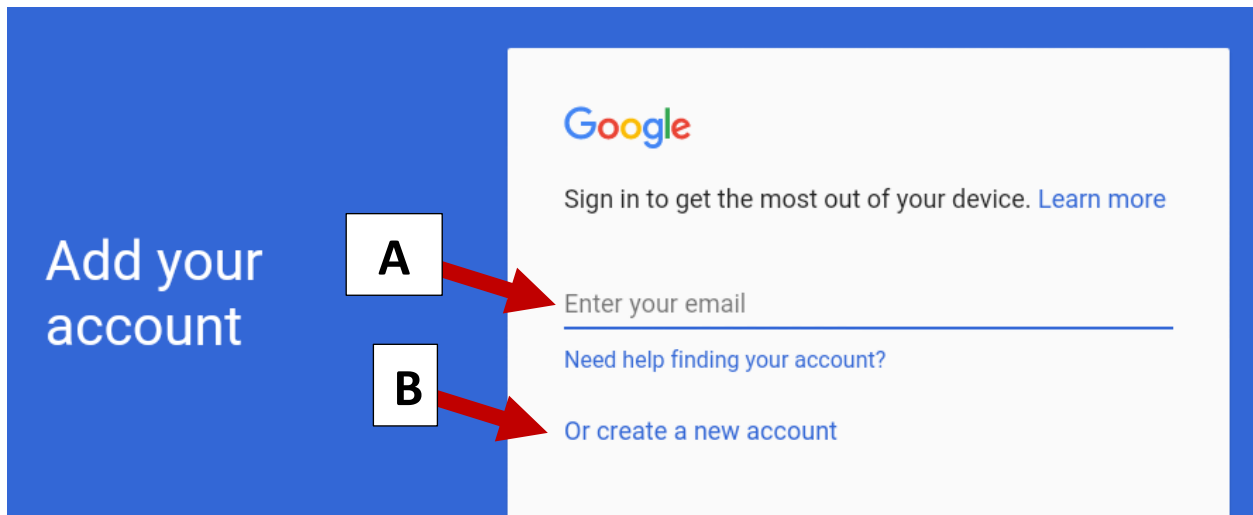 Google
Sign in to get the most out of your device. Learn more
Add your
account
A
Enter your email
Need help finding your account?
B
Or create a new account